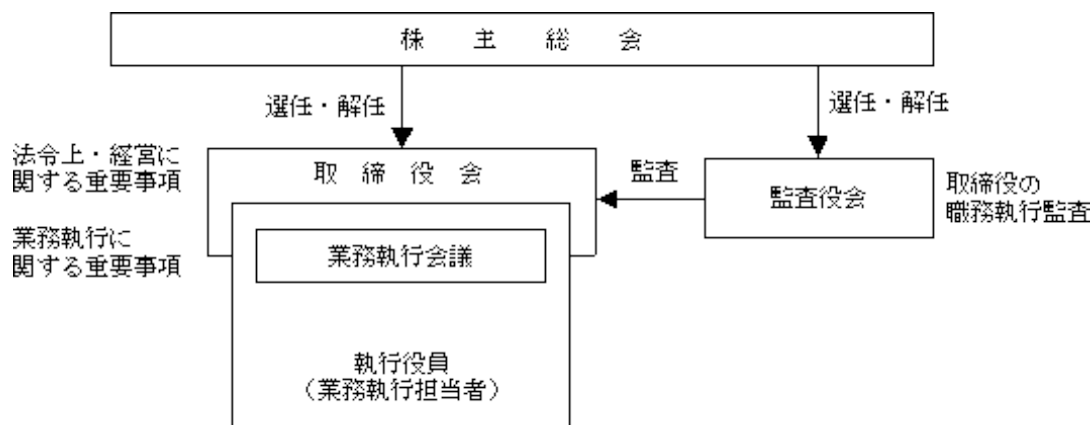 株主総会
選任・解任
選任・解任
法令上・経営に
関する重要事項
取締役会
監査
監査役会
取締役の
職務執行監査
業務執行に
関する重要事項
業務執行会議
執行役員
（業務執行担当者）